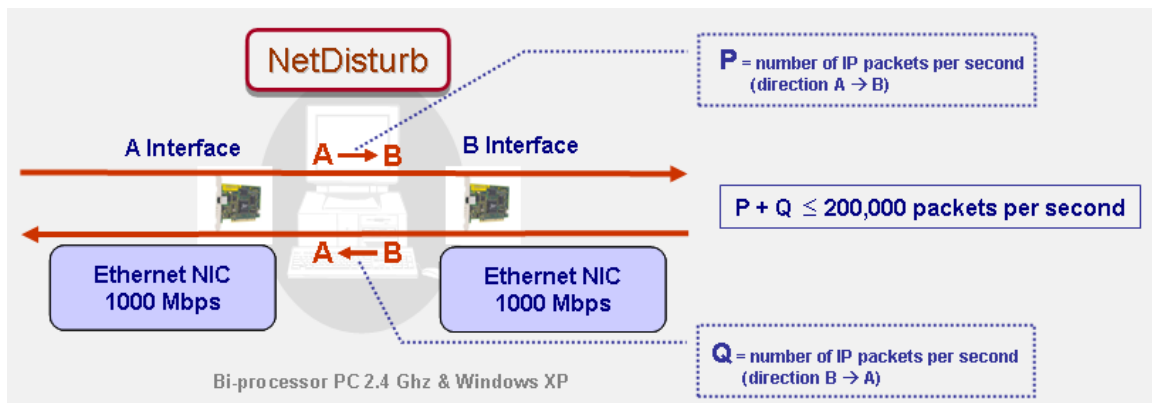 NetDisturb
P = number of IP packets per second
(direction A → B)
A Interface
A → B
B Interface
P + Q ≤ 200,000 packets per second
A ← B
Ethernet NIC
1000 Mbps
Ethernet NIC
1000 Mbps
Q = number of IP packets per second
(direction B → A)
Bi-processor PC 2.4 Ghz & Windows XP